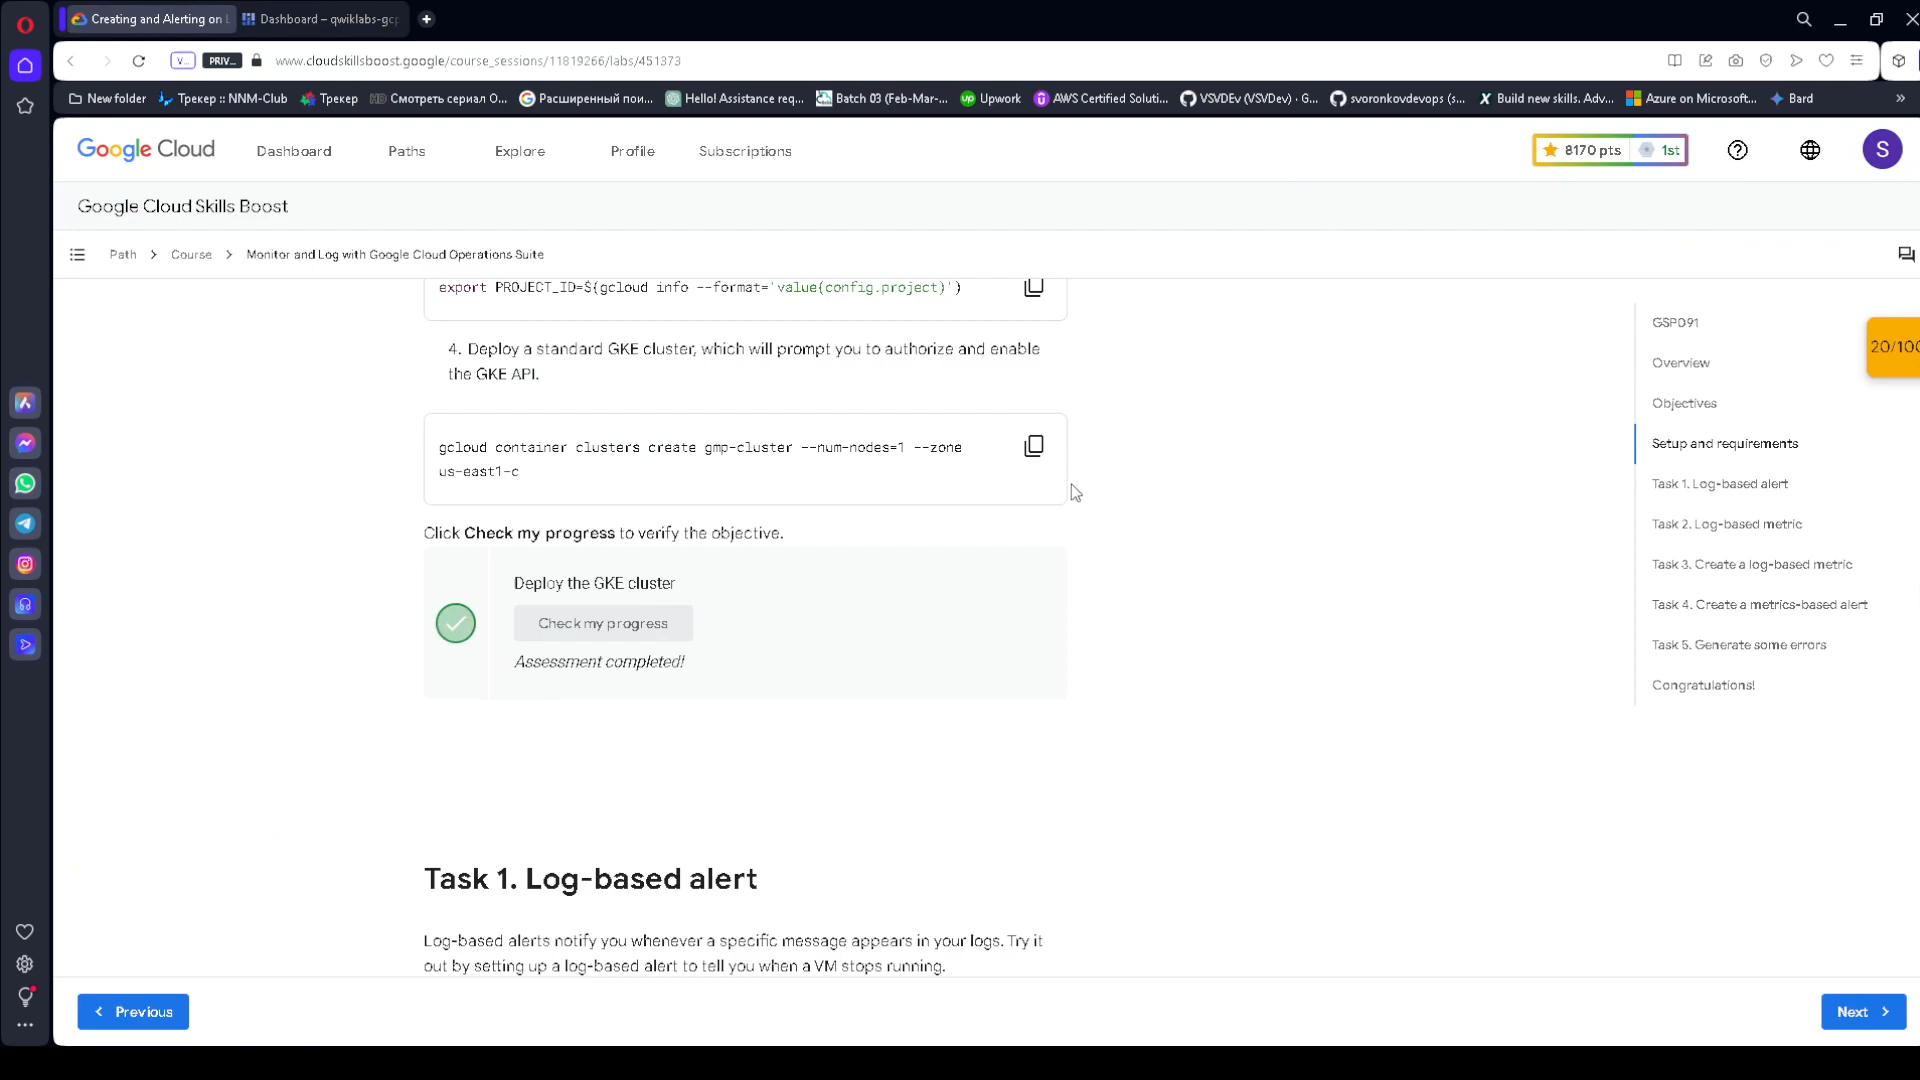 Creating and Alerting on L
Dashboard – qwiklabs-gcp
V...
PRIV...
www.cloudskillsboost.google/course_sessions/11819266/labs/451373
New folder
Трекер :: NNM-Club
Трекер
HD Смотреть сериал О...
Расширенный пои...
Hello! Assistance req...
Batch 03 (Feb-Mar-...
up Upwork
AWS Certified Soluti...
VSVDEv (VSVDev) · G...
svoronkovdevops (s...
X Build new skills. Adv...
Azure on Microsoft...
Bard
»
Google Cloud
Dashboard
Paths
Explore
Profile
Subscriptions
8170 pts
1st
S
Google Cloud Skills Boost
Path > Course > Monitor and Log with Google Cloud Operations Suite
export PROJECT_ID=$(gcloud info --format='value(config.project)')
4. Deploy a standard GKE cluster, which will prompt you to authorize and enable
the GKE API.
gcloud container clusters create gmp-cluster --num-nodes=1 --zone
us-east1-c
Click Check my progress to verify the objective.
Deploy the GKE cluster
Check my progress
Assessment completed!
Task 1. Log-based alert
Log-based alerts notify you whenever a specific message appears in your logs. Try it
out by setting up a log-based alert to tell you when a VM stops running.
GSP091
Overview
Objectives
Setup and requirements
Task 1. Log-based alert
Task 2. Log-based metric
Task 3. Create a log-based metric
Task 4. Create a metrics-based alert
Task 5. Generate some errors
Congratulations!
20/100
Previous
Next